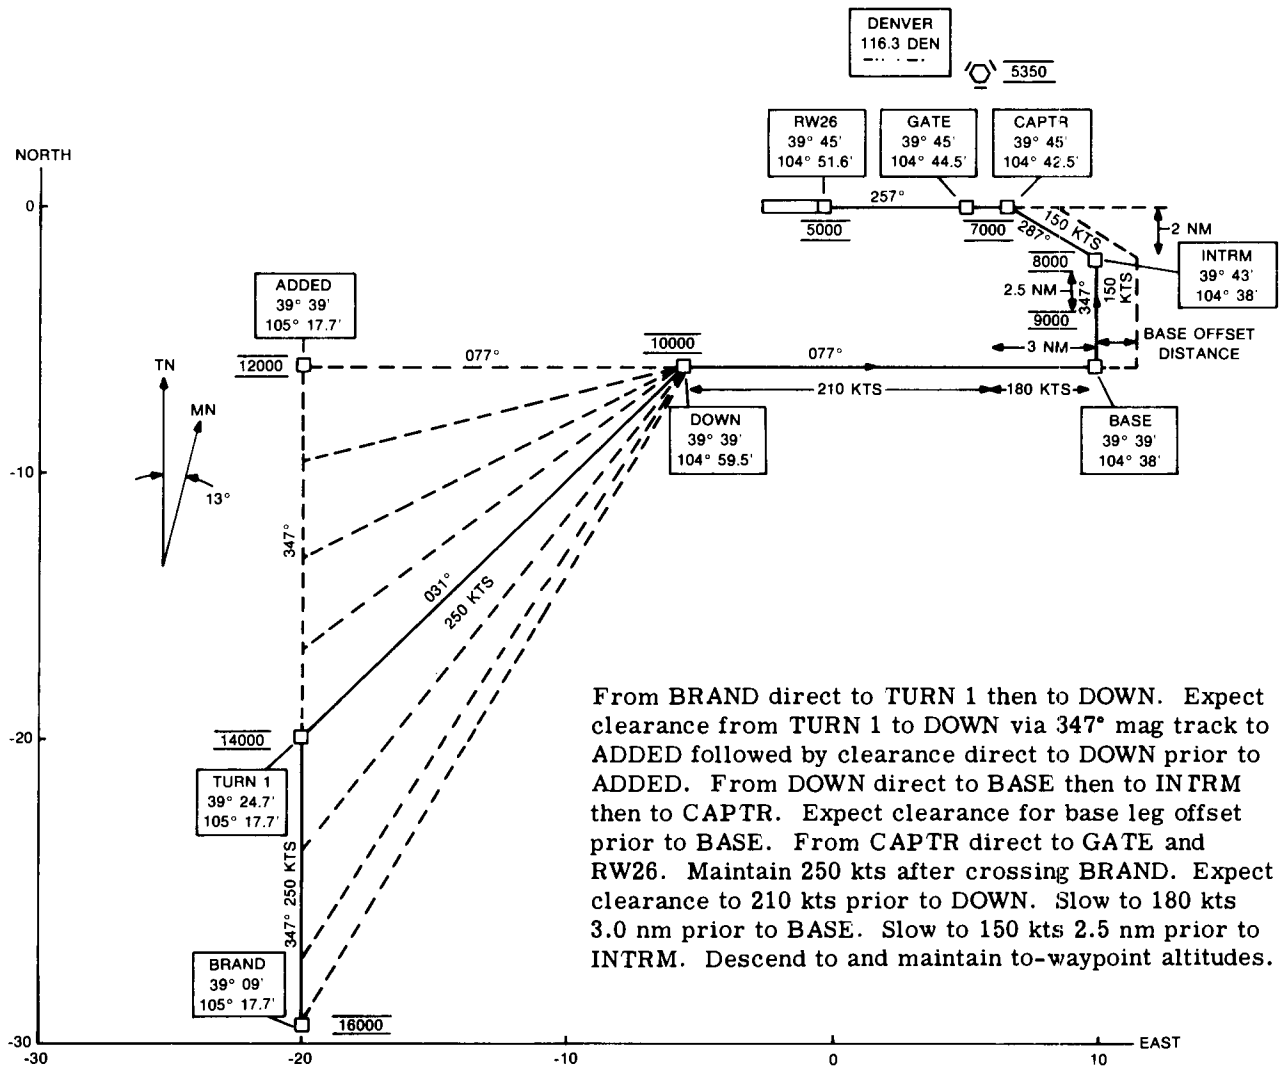 DENVER
116.3 DEN
5350
RW26
39° 45'
104° 51.6'
GATE
39° 45'
104° 44.5'
CAPTR
39° 45'
104° 42.5'
NORTH
0
257°
5000
7000
287°
150 KTS
2 NM
INTRM
39° 43'
104° 38'
8000
2.5 NM
347°
150
KTS
9000
3 NM
BASE OFFSET
DISTANCE
ADDED
39° 39'
105° 17.7'
12000
077°
10000
077°
210 KTS
180 KTS
DOWN
39° 39'
104° 59.5'
BASE
39° 39'
104° 38'
TN
MN
13°
-10
347°
031°
250 KTS
-20
14000
TURN 1
39° 24.7'
105° 17.7'
347° 250 KTS
BRAND
39° 09'
105° 17.7'
16000
From BRAND direct to TURN 1 then to DOWN. Expect
clearance from TURN 1 to DOWN via 347° mag track to
ADDED followed by clearance direct to DOWN prior to
ADDED. From DOWN direct to BASE then to INTRM
then to CAPTR. Expect clearance for base leg offset
prior to BASE. From CAPTR direct to GATE and
RW26. Maintain 250 kts after crossing BRAND. Expect
clearance to 210 kts prior to DOWN. Slow to 180 kts
3.0 nm prior to BASE. Slow to 150 kts 2.5 nm prior to
INTRM. Descend to and maintain to-waypoint altitudes.
-30
-30
-20
-10
0
10
EAST